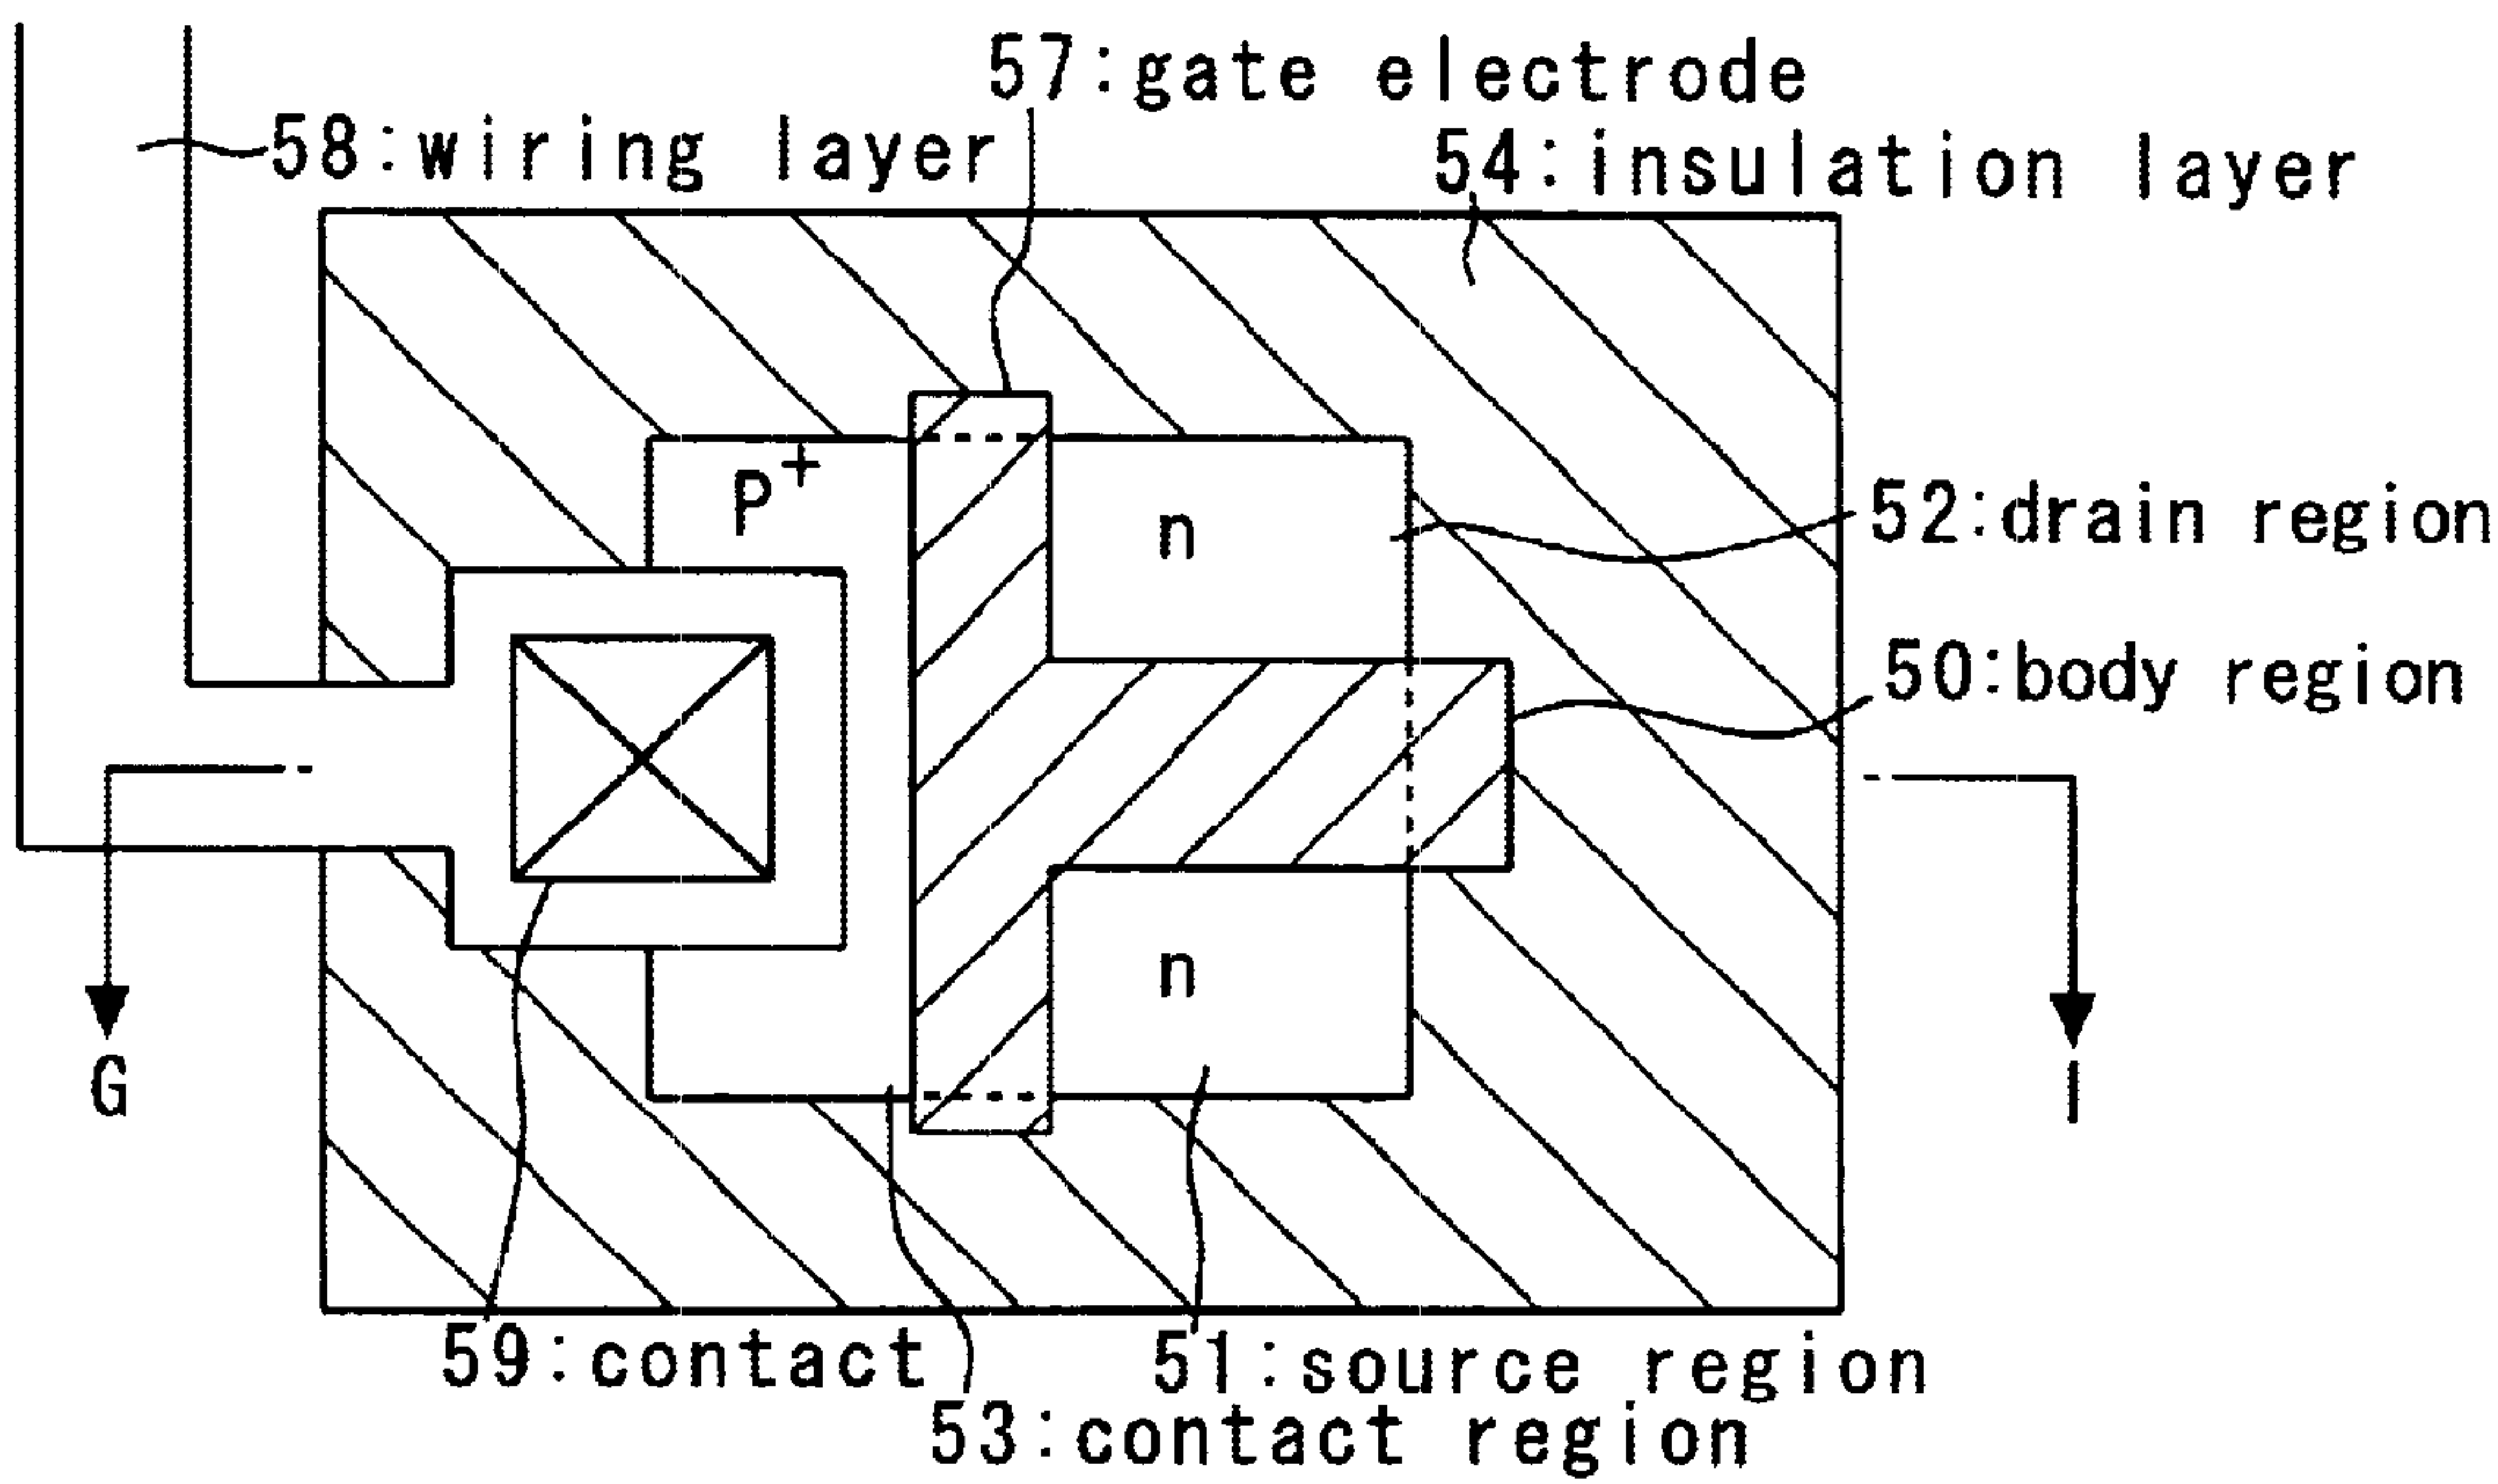 57:gate electrode
58:wiring layer
54:insulation layer
P+
n
52:drain region
50:body region
n
G
I
59:contact
51:source region
53:contact region